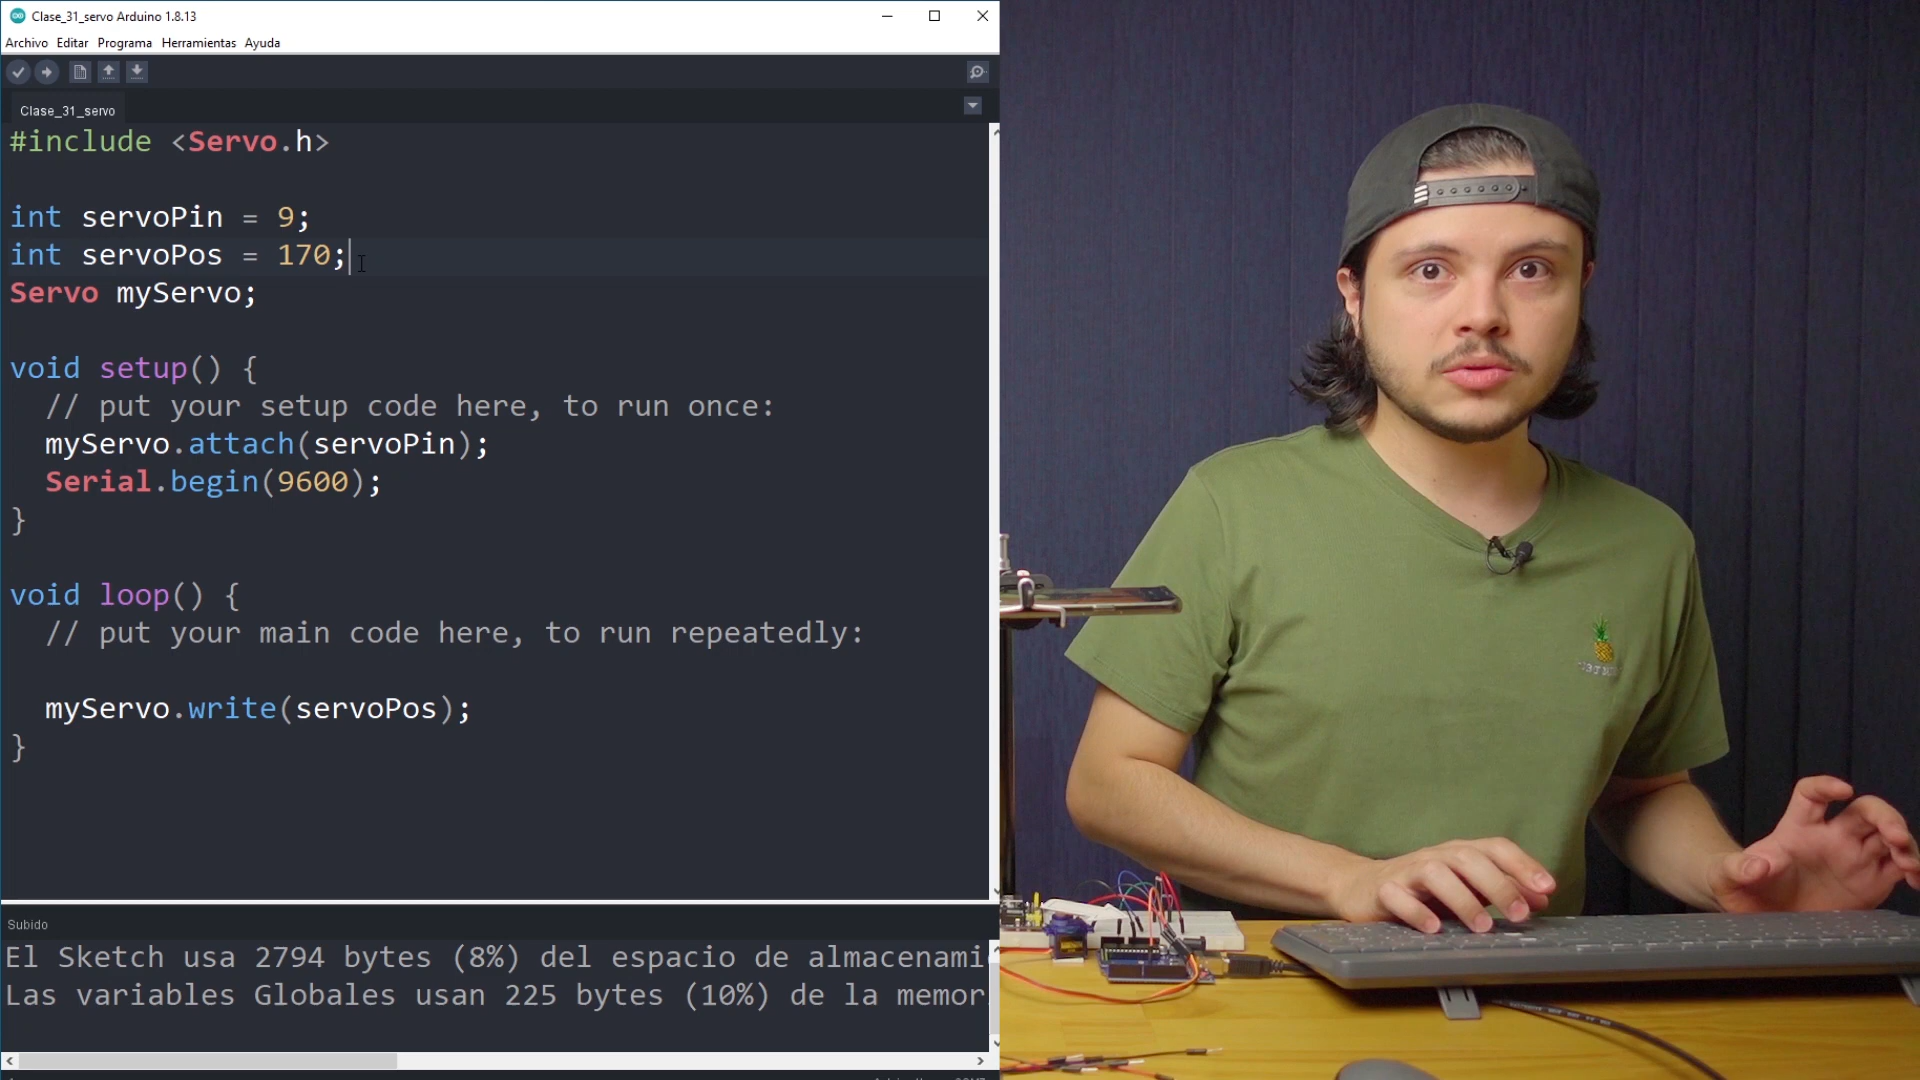 Clase_31_servo Arduino 1.8.13
Archivo Editar Programa Herramientas Ayuda
Clase_31_servo
#include <Servo.h>
int servoPin = 9;
int servoPos = 170;
Servo myServo;
void setup() {
// put your setup code here, to run once:
myServo.attach(servoPin);
Serial.begin(9600);
}
void loop() {
// put your main code here, to run repeatedly:
myServo.write(servoPos);
}
Subido
El Sketch usa 2794 bytes (8%) del espacio de almacenami
Las variables Globales usan 225 bytes (10%) de la memor